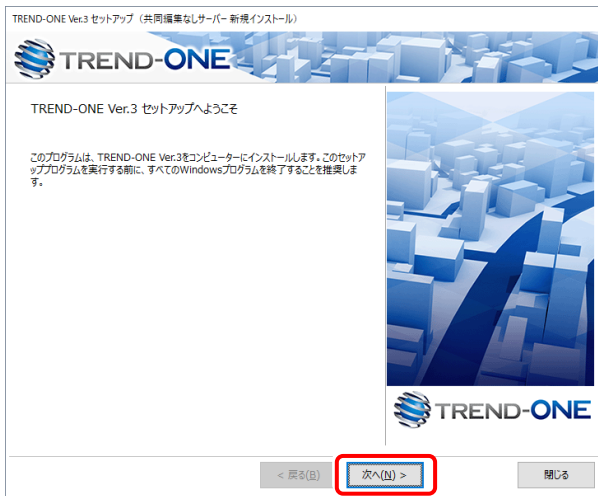 TREND-ONE Ver.3 セットアップ（共同編集なしサーバー 新規インストール）
TREND-ONE
TREND-ONE Ver.3 セットアップへようこそ
このプログラムは、TREND-ONE Ver.3をコンピューターにインストールします。このセットア
ッププログラムを実行する前に、すべてのWindowsプログラムを終了することを推奨しま
す。
TREND-ONE
< 戻る(B)
次へ(N) >
閉じる